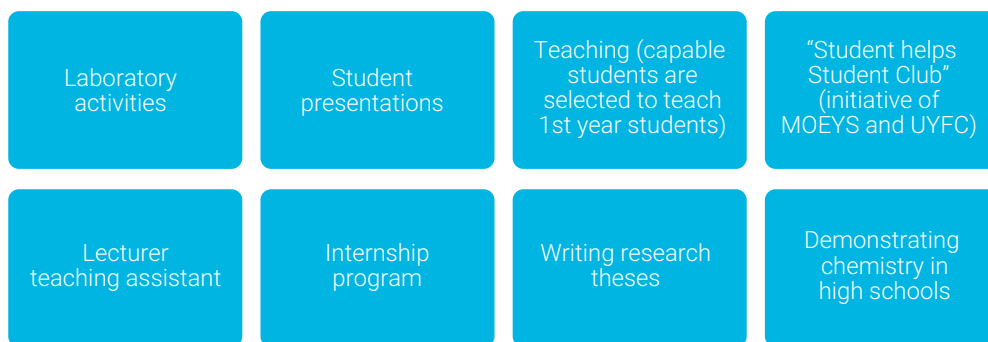 Laboratory
activities
Student
presentations
Teaching (capable
students are
selected to teach
1st year students)
“Student helps
Student Club”
(initiative of
MOEYS and UYFC)
Lecturer
teaching assistant
Internship
program
Writing research
theses
Demonstrating
chemistry in
high schools